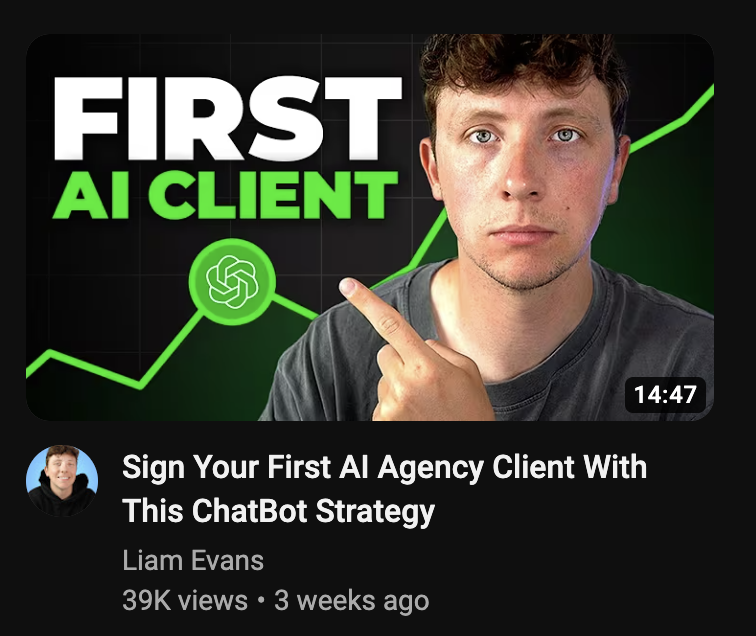 FIRST
AI CLIENT
14:47
Sign Your First AI Agency Client With
This ChatBot Strategy
Liam Evans
39K views • 3 weeks ago